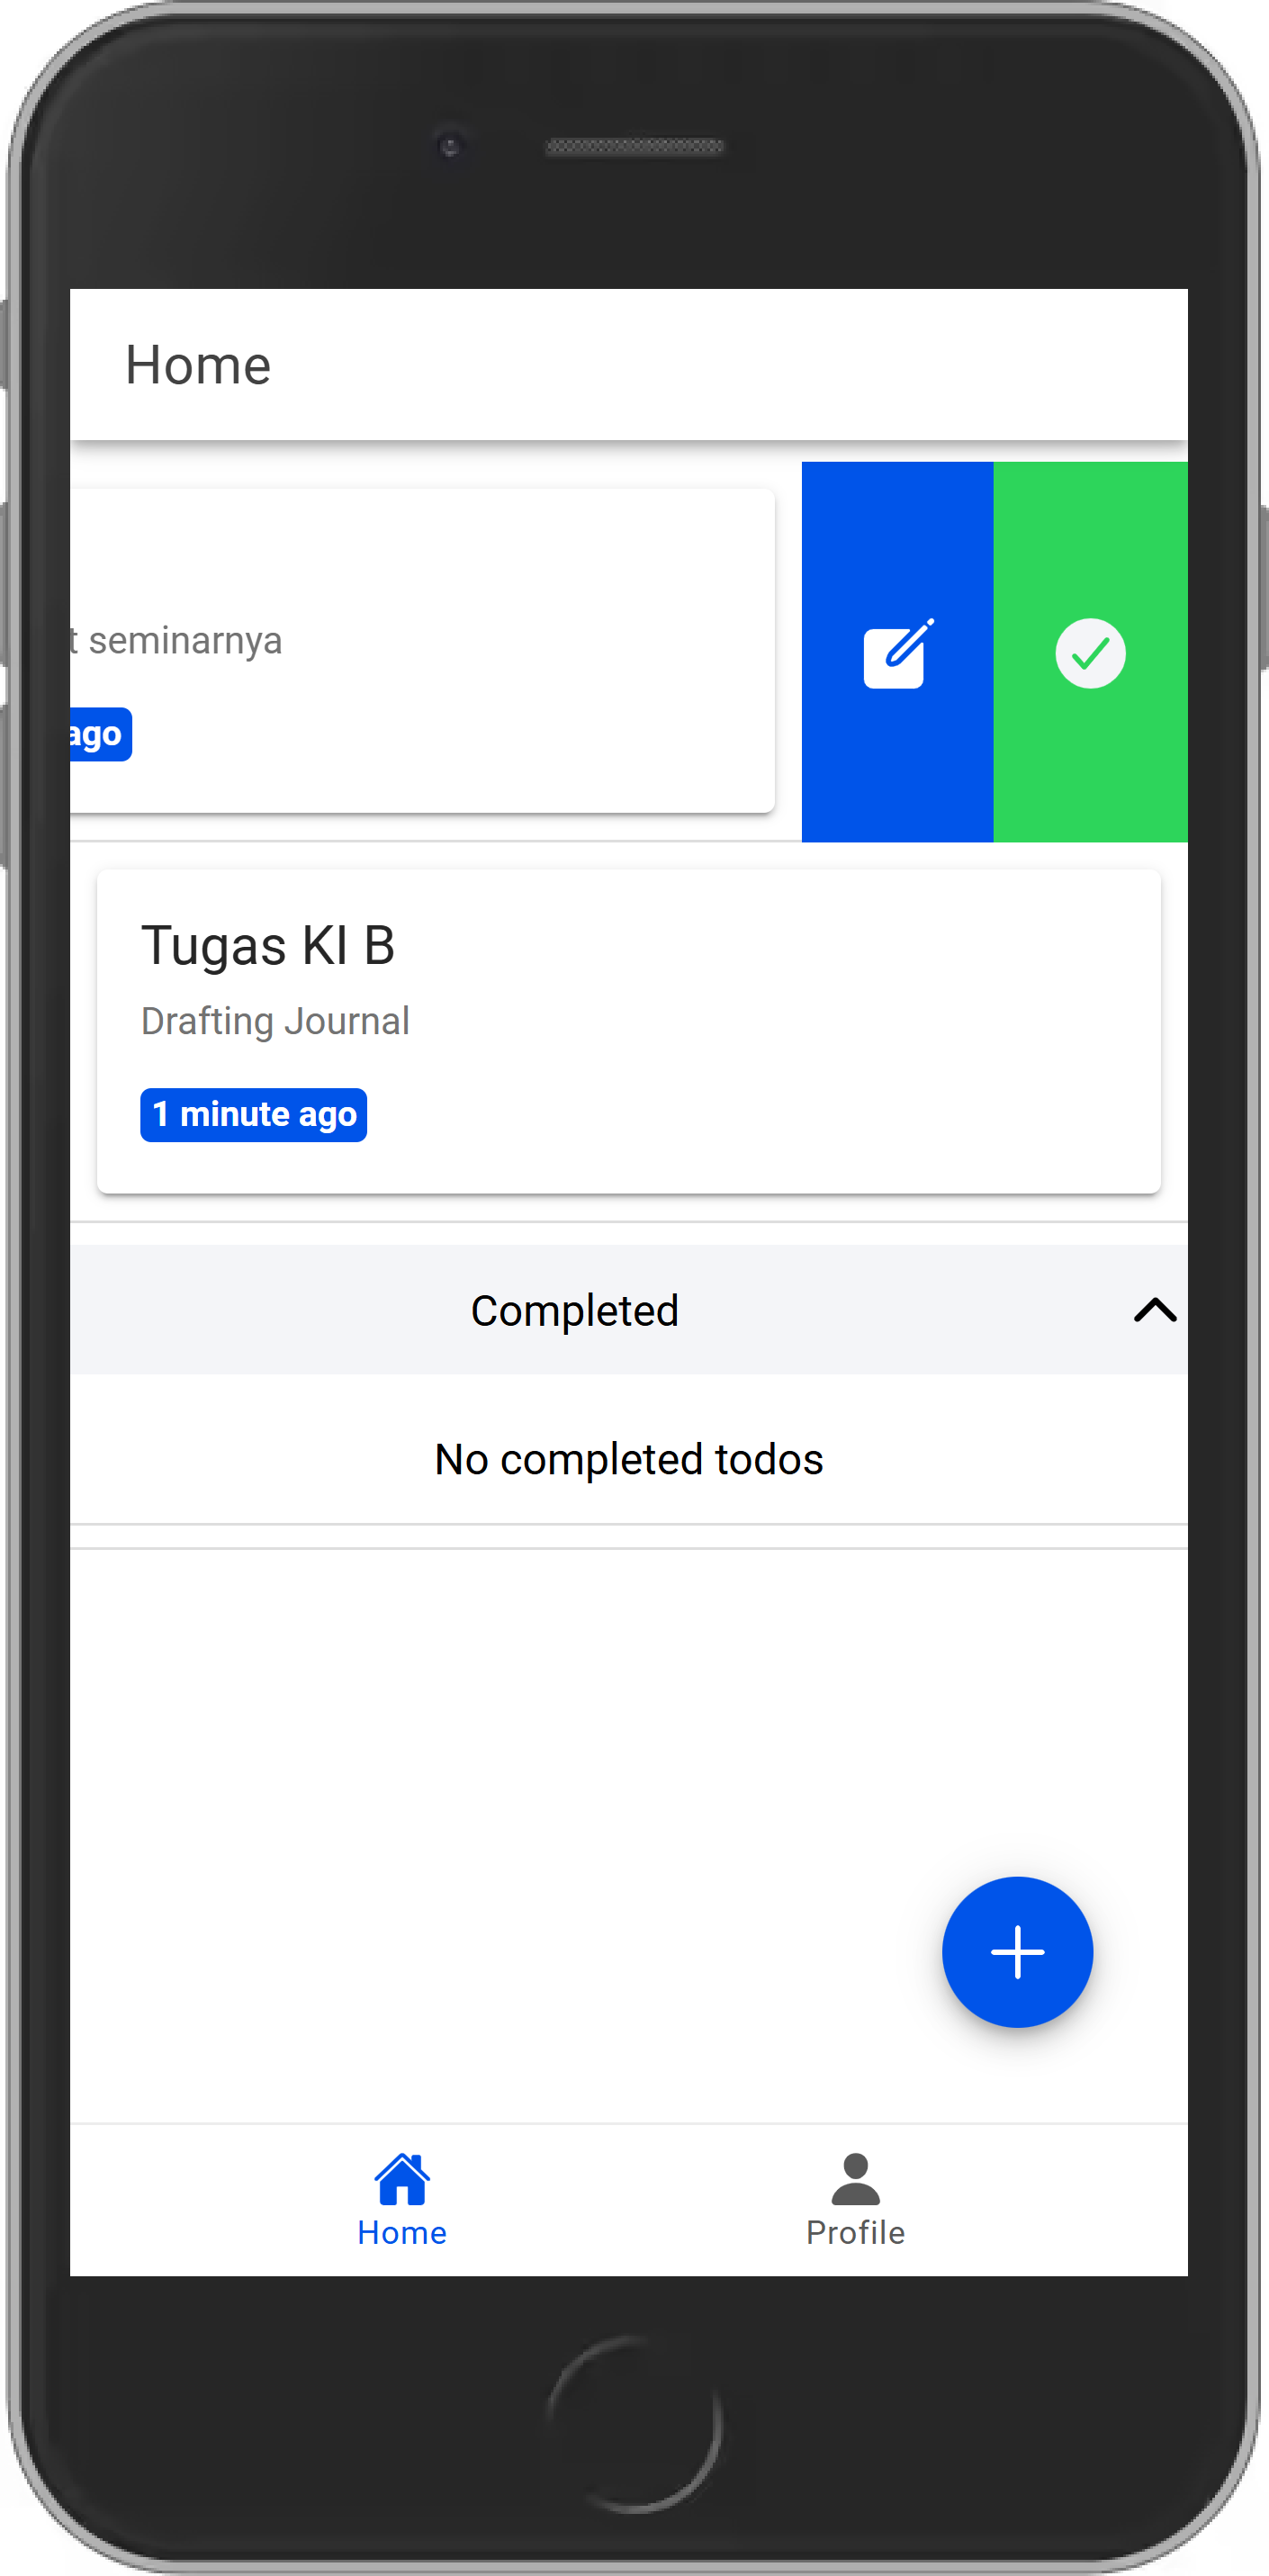 Home
t seminarnya
ago
Tugas KI B
Drafting Journal
1 minute ago
Completed
No completed todos
Home
Profile